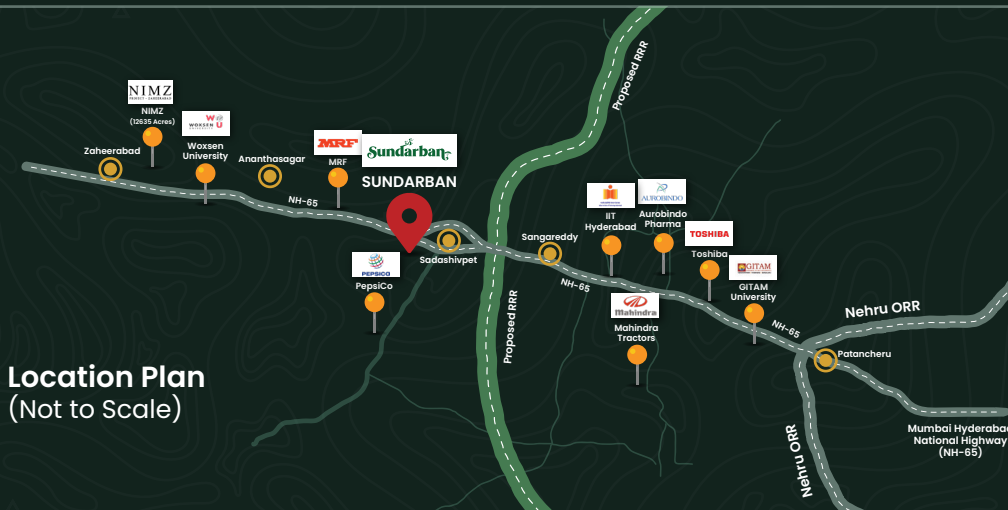 NIMZ
NIMZ
(12635 Acres)
WOXSEN
UNIVERSITY
Woxsen
University
Zaheerabad
Ananthasagar
MRF
MRF
Sundarban
SUNDARBAN
NH-65
PEPSICO
PepsiCo
Sadashivpet
Proposed RRR
Proposed RRR
Sangareddy
NH-65
IIT
Hyderabad
AUROBINDO
Aurobindo
Pharma
TOSHIBA
Toshiba
GITAM
GITAM
University
Mahindra
Mahindra
Tractors
NH-65
Nehru ORR
Patancheru
Nehru ORR
Mumbai Hyderabad
National Highway
(NH-65)
Location Plan
(Not to Scale)